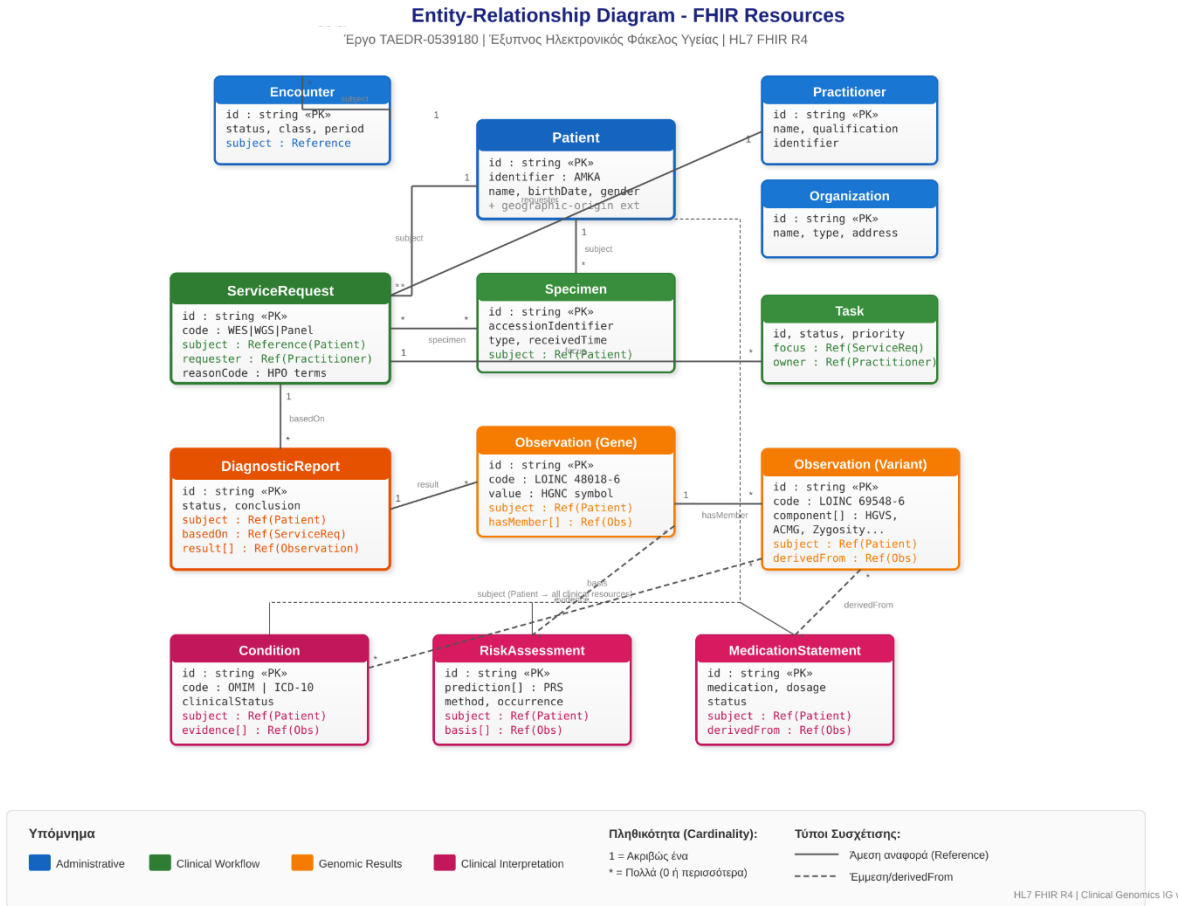 Entity-Relationship Diagram - FHIR Resources
Έργο TAEDR-0539180 | Έξυπνος Ηλεκτρονικός Φάκελος Υγείας | HL7 FHIR R4
Encounter
id : string «PK»
status, class, period
subject : Reference
*
subject
1
Patient
id : string «PK»
identifier : AMKA
name, birthDate, gender
+ geographic-origin ext
Practitioner
id : string «PK»
name, qualification
identifier
Organization
id : string «PK»
name, type, address
1
1
requester
subject
1
subject
*
**
ServiceRequest
id : string «PK»
code : WES|WGS|Panel
subject : Reference(Patient)
requester : Ref(Practitioner)
reasonCode : HPO terms
*
*
specimen
1
*
focus
Specimen
id : string «PK»
accessionIdentifier
type, receivedTime
subject : Ref(Patient)
Task
id, status, priority
focus : Ref(ServiceReq)
owner : Ref(Practitioner)
1
basedOn
*
DiagnosticReport
id : string «PK»
status, conclusion
subject : Ref(Patient)
basedOn : Ref(ServiceReq)
result[] : Ref(Observation)
result
1
*
Observation (Gene)
id : string «PK»
code : LOINC 48018-6
value : HGNC symbol
subject : Ref(Patient)
hasMember[] : Ref(Obs)
1
*
hasMember
Observation (Variant)
id : string «PK»
code : LOINC 69548-6
component[] : HGVS,
ACMG, Zygosity...
subject : Ref(Patient)
derivedFrom : Ref(Obs)
*
*
basis
subject (Patient → all clinical resources)
evidence
derivedFrom
*
Condition
id : string «PK»
code : OMIM | ICD-10
clinicalStatus
subject : Ref(Patient)
evidence[] : Ref(Obs)
RiskAssessment
id : string «PK»
prediction[] : PRS
method, occurrence
subject : Ref(Patient)
basis[] : Ref(Obs)
MedicationStatement
id : string «PK»
medication, dosage
status
subject : Ref(Patient)
derivedFrom : Ref(Obs)
Υπόμνημα
Administrative
Clinical Workflow
Genomic Results
Clinical Interpretation
Πληθικότητα (Cardinality):
1 = Ακριβώς ένα
* = Πολλά (0 ή περισσότερα)
Τύποι Συσχέτισης:
Άμεση αναφορά (Reference)
Έμμεση/derivedFrom
HL7 FHIR R4 | Clinical Genomics IG v